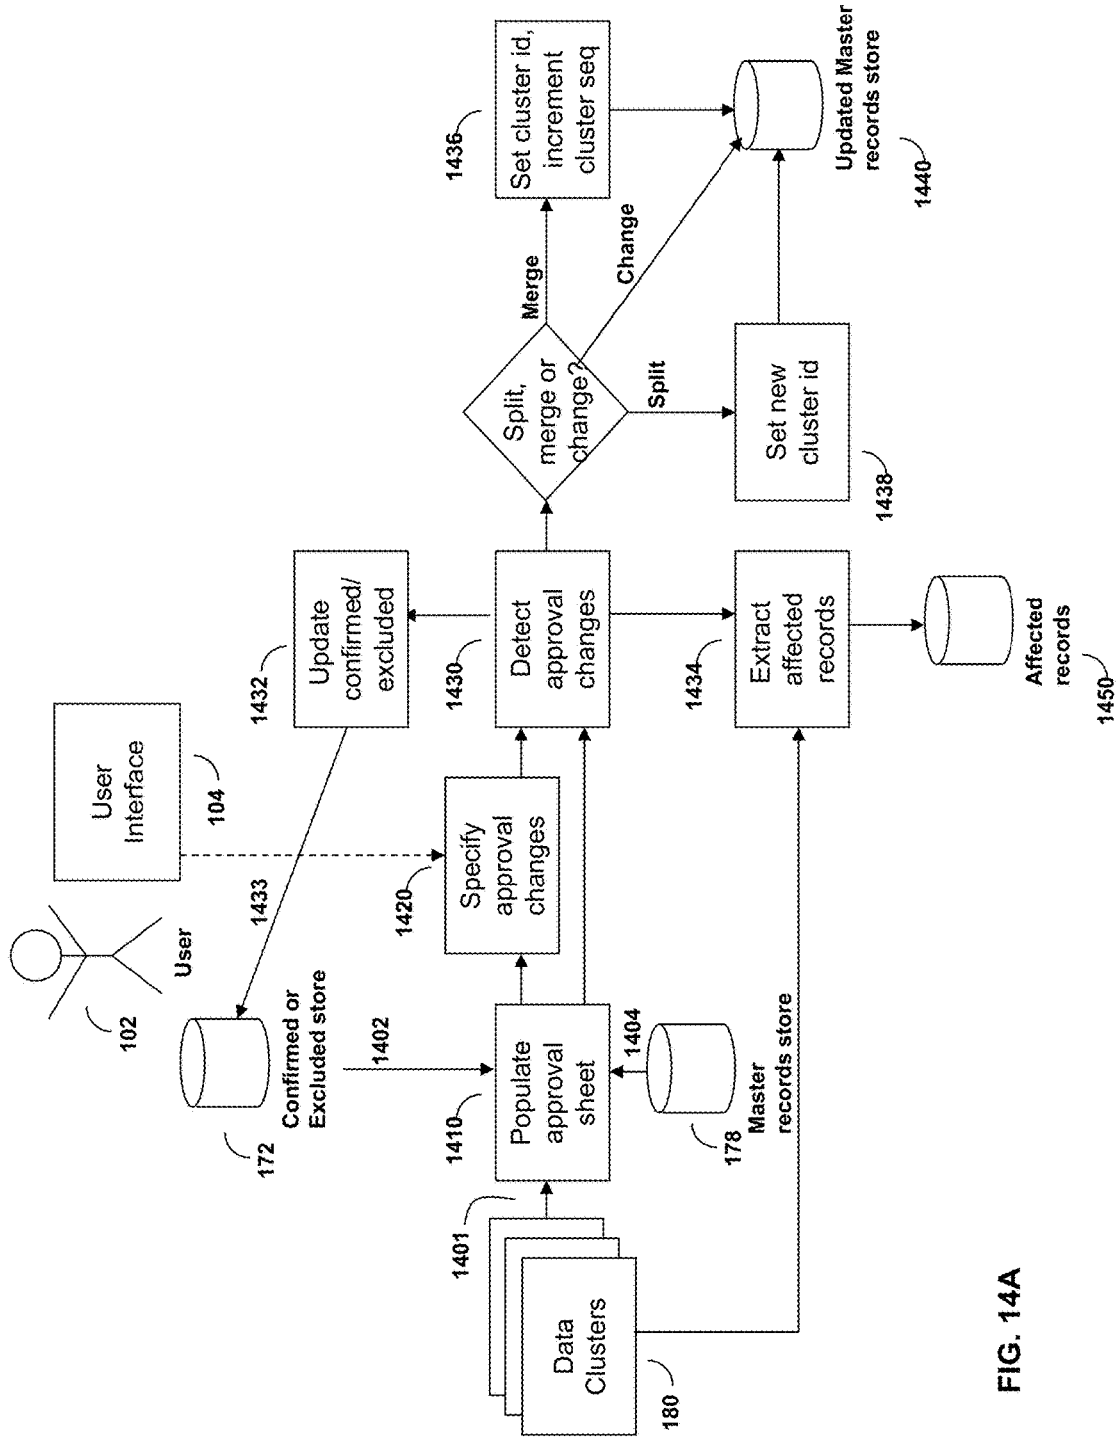 User
Interface
104
User
102
1433
1432
Update
confirmed/
excluded
172
Confirmed or
Excluded store
1402
1420
Specify
approval
changes
1430
Detect
approval
changes
Split,
merge or
change?
Merge
Change
Split
1436
Set cluster id,
increment
cluster seq
1401
1410
Populate
approval
sheet
1404
178
Master
records store
Data
Clusters
180
1434
Extract
affected
records
Affected
records
1450
Set new
cluster id
1438
Updated Master
records store
1440
FIG. 14A